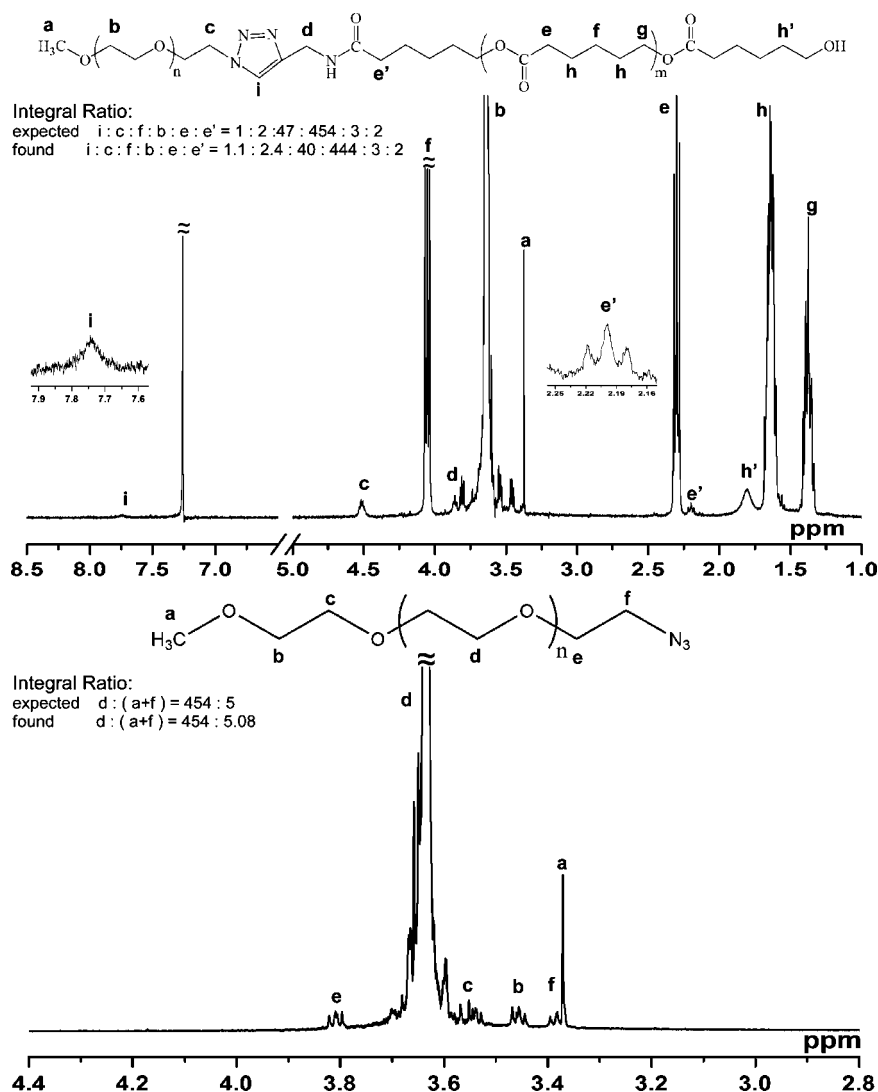 a b c d e f g h'
H₃C O ( O ) n N N N N H O e' ( O O h h ) m O O OH
i
Integral Ratio:
expected i : c : f : b : e : e' = 1 : 2 :47 : 454 : 3 : 2
found i : c : f : b : e : e' = 1.1 : 2.4 : 40 : 444 : 3 : 2
b e h
f
≈ ≈ g
a
i e'
7.9 7.8 7.7 7.6 2.25 2.22 2.19 2.16
i c d e' h'
ppm
8.5 8.0 7.5 7.0 5.0 4.5 4.0 3.5 3.0 2.5 2.0 1.5 1.0
a c f
H₃C O O ( O ) n N₃
b d e
≈
Integral Ratio:
expected d : ( a+f ) = 454 : 5
found d : ( a+f ) = 454 : 5.08
d
a
e c b f
ppm
4.4 4.2 4.0 3.8 3.6 3.4 3.2 3.0 2.8